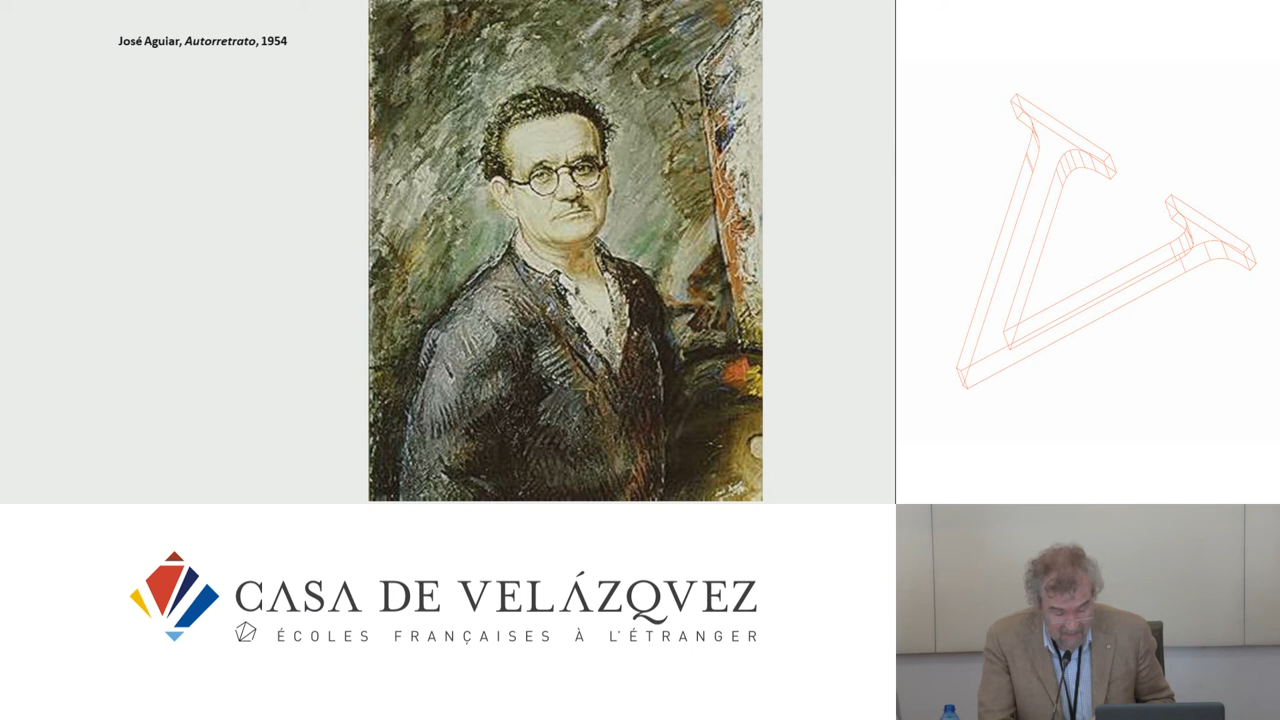 José Aguiar, Autorretrato, 1954
CASA DE VELÁZQVEZ
ÉCOLES FRANÇAISES À L'ÉTRANGER